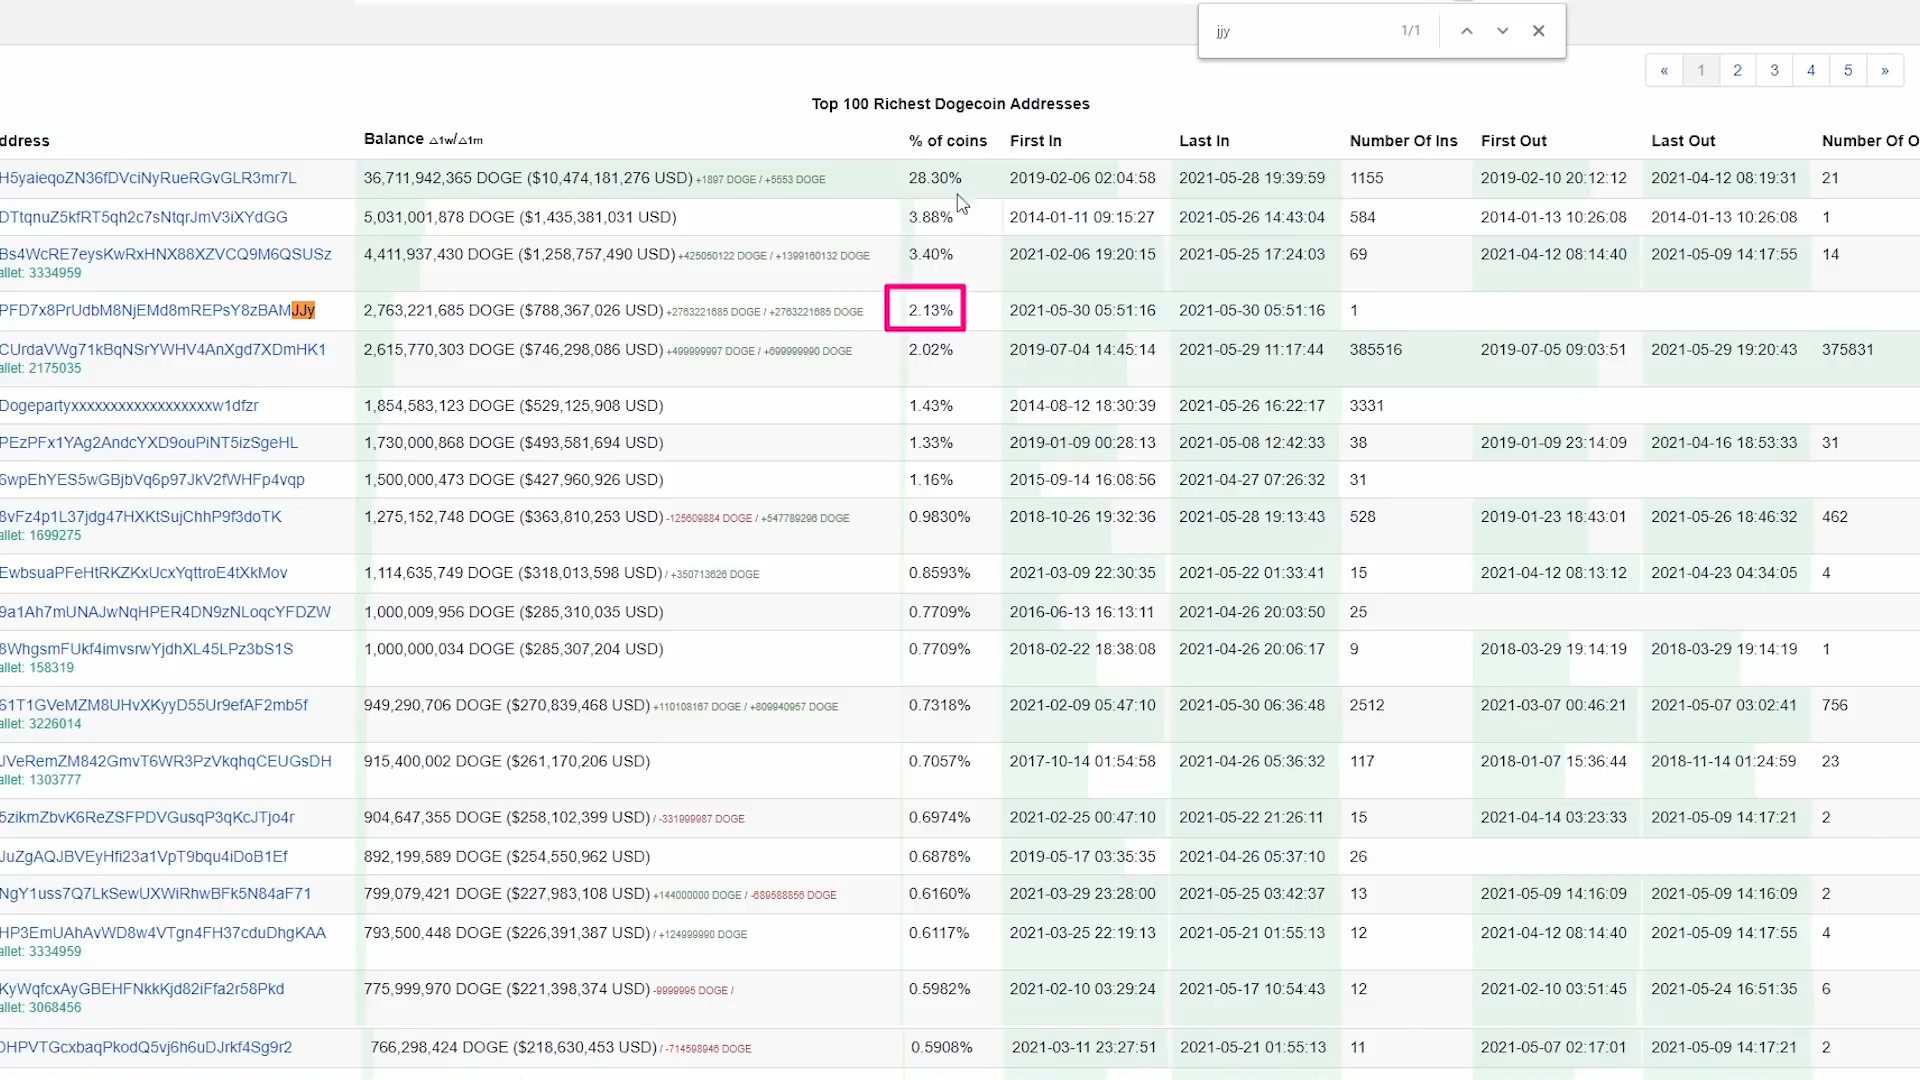 jjy 1/1
« 1 2 3 4 5 »
Top 100 Richest Dogecoin Addresses
ddress Balance △1w/△1m % of coins First In Last In Number Of Ins First Out Last Out Number Of O
H5yaieqoZN36fDVciNyRueRGvGLR3mr7L 36,711,942,365 DOGE ($10,474,181,276 USD) +1897 DOGE / +5553 DOGE 28.30% 2019-02-06 02:04:58 2021-05-28 19:39:59 1155 2019-02-10 20:12:12 2021-04-12 08:19:31 21
DTtqnuZ5kfRT5qh2c7sNtqrJmV3iXYdGG 5,031,001,878 DOGE ($1,435,381,031 USD) 3.88% 2014-01-11 09:15:27 2021-05-26 14:43:04 584 2014-01-13 10:26:08 2014-01-13 10:26:08 1
Bs4WcRE7eysKwRxHNX88XZVCQ9M6QSUSz 4,411,937,430 DOGE ($1,258,757,490 USD) +425050122 DOGE / +1399160132 DOGE 3.40% 2021-02-06 19:20:15 2021-05-25 17:24:03 69 2021-04-12 08:14:40 2021-05-09 14:17:55 14
allet: 3334959
PFD7x8PrUdbM8NjEMd8mREPsY8zBAMJJy 2,763,221,685 DOGE ($788,367,026 USD) +2763221685 DOGE / +2763221685 DOGE 2.13% 2021-05-30 05:51:16 2021-05-30 05:51:16 1
CUrdaVWg71kBqNSrYWHV4AnXgd7XDmHK1 2,615,770,303 DOGE ($746,298,086 USD) +499999997 DOGE / +699999990 DOGE 2.02% 2019-07-04 14:45:14 2021-05-29 11:17:44 385516 2019-07-05 09:03:51 2021-05-29 19:20:43 375831
allet: 2175035
Dogepartyxxxxxxxxxxxxxxxxxxw1dfzr 1,854,583,123 DOGE ($529,125,908 USD) 1.43% 2014-08-12 18:30:39 2021-05-26 16:22:17 3331
PEzPFx1YAg2AndcYXD9ouPiNT5izSgeHL 1,730,000,868 DOGE ($493,581,694 USD) 1.33% 2019-01-09 00:28:13 2021-05-08 12:42:33 38 2019-01-09 23:14:09 2021-04-16 18:53:33 31
6wpEhYES5wGBjbVq6p97JkV2fWHFp4vqp 1,500,000,473 DOGE ($427,960,926 USD) 1.16% 2015-09-14 16:08:56 2021-04-27 07:26:32 31
8vFz4p1L37jdg47HXKtSujChhP9f3doTK 1,275,152,748 DOGE ($363,810,253 USD) -125609884 DOGE / +547789296 DOGE 0.9830% 2018-10-26 19:32:36 2021-05-28 19:13:43 528 2019-01-23 18:43:01 2021-05-26 18:46:32 462
allet: 1699275
EwbsuaPFeHtRKZKxUcxYqttroE4tXkMov 1,114,635,749 DOGE ($318,013,598 USD) / +350713626 DOGE 0.8593% 2021-03-09 22:30:35 2021-05-22 01:33:41 15 2021-04-12 08:13:12 2021-04-23 04:34:05 4
9a1Ah7mUNAJwNqHPER4DN9zNLoqcYFDZW 1,000,009,956 DOGE ($285,310,035 USD) 0.7709% 2016-06-13 16:13:11 2021-04-26 20:03:50 25
8WhgsmFUkf4imvsrwYjdhXL45LPz3bS1S 1,000,000,034 DOGE ($285,307,204 USD) 0.7709% 2018-02-22 18:38:08 2021-04-26 20:06:17 9 2018-03-29 19:14:19 2018-03-29 19:14:19 1
allet: 158319
61T1GVeMZM8UHvXKyyD55Ur9efAF2mb5f 949,290,706 DOGE ($270,839,468 USD) +110108167 DOGE / +809940957 DOGE 0.7318% 2021-02-09 05:47:10 2021-05-30 06:36:48 2512 2021-03-07 00:46:21 2021-05-07 03:02:41 756
allet: 3226014
JVeRemZM842GmvT6WR3PzVkqhqCEUGsDH 915,400,002 DOGE ($261,170,206 USD) 0.7057% 2017-10-14 01:54:58 2021-04-26 05:36:32 117 2018-01-07 15:36:44 2018-11-14 01:24:59 23
allet: 1303777
5zikmZbvK6ReZSFPDVGusqP3qKcJTjo4r 904,647,355 DOGE ($258,102,399 USD) / -331999987 DOGE 0.6974% 2021-02-25 00:47:10 2021-05-22 21:26:11 15 2021-04-14 03:23:33 2021-05-09 14:17:21 2
JuZgAQJBVEyHfi23a1VpT9bqu4iDoB1Ef 892,199,589 DOGE ($254,550,962 USD) 0.6878% 2019-05-17 03:35:35 2021-04-26 05:37:10 26
NgY1uss7Q7LkSewUXWiRhwBFk5N84aF71 799,079,421 DOGE ($227,983,108 USD) +144000000 DOGE / -689588856 DOGE 0.6160% 2021-03-29 23:28:00 2021-05-25 03:42:37 13 2021-05-09 14:16:09 2021-05-09 14:16:09 2
HP3EmUAhAvWD8w4VTgn4FH37cduDhgKAA 793,500,448 DOGE ($226,391,387 USD) / +124999990 DOGE 0.6117% 2021-03-25 22:19:13 2021-05-21 01:55:13 12 2021-04-12 08:14:40 2021-05-09 14:17:55 4
allet: 3334959
KyWqfcxAyGBEHFNkkKjd82iFfa2r58Pkd 775,999,970 DOGE ($221,398,374 USD) -9999995 DOGE / 0.5982% 2021-02-10 03:29:24 2021-05-17 10:54:43 12 2021-02-10 03:51:45 2021-05-24 16:51:35 6
allet: 3068456
DHPVTGcxbaqPkodQ5vj6h6uDJrkf4Sg9r2 766,298,424 DOGE ($218,630,453 USD) / -714598946 DOGE 0.5908% 2021-03-11 23:27:51 2021-05-21 01:55:13 11 2021-05-07 02:17:01 2021-05-09 14:17:21 2